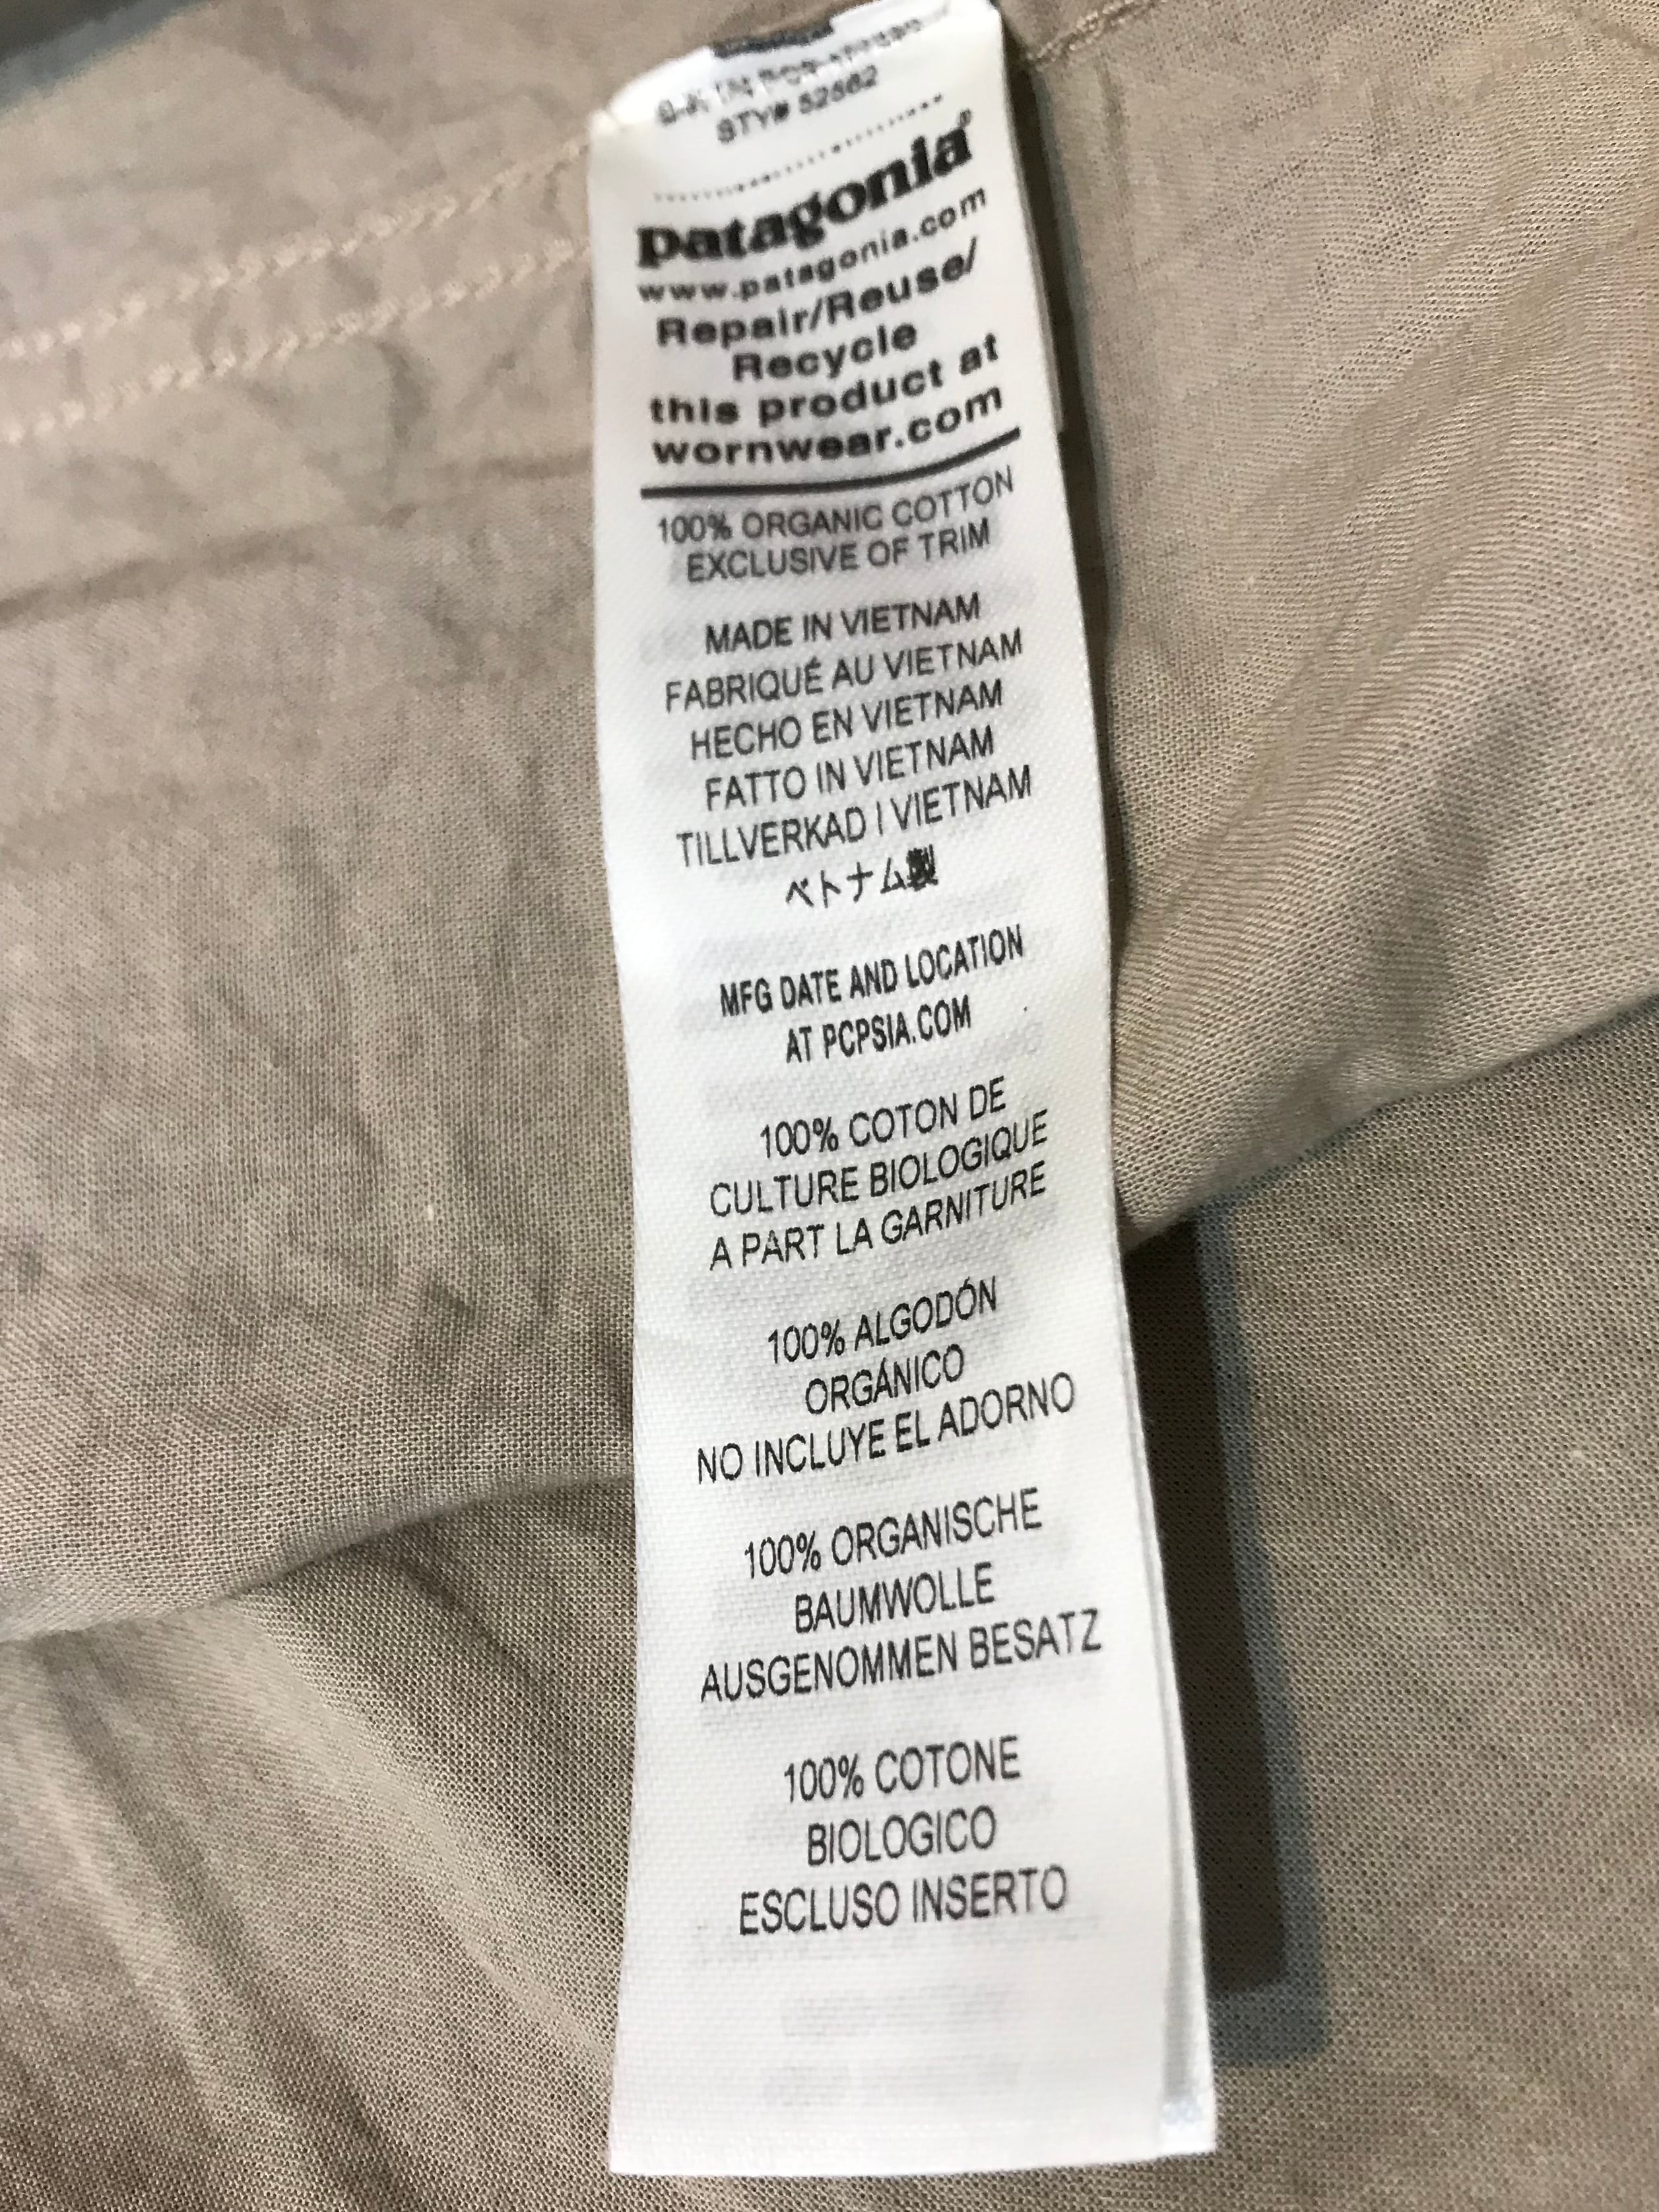 STY# 52562
patagonia®
www.patagonia.com
Repair/Reuse/
Recycle
this product at
wornwear.com
100% ORGANIC COTTON
EXCLUSIVE OF TRIM
MADE IN VIETNAM
FABRIQUÉ AU VIETNAM
HECHO EN VIETNAM
FATTO IN VIETNAM
TILLVERKAD I VIETNAM
ベトナム製
MFG DATE AND LOCATION
AT PCPSIA.COM
100% COTON DE
CULTURE BIOLOGIQUE
A PART LA GARNITURE
100% ALGODÓN
ORGÁNICO
NO INCLUYE EL ADORNO
100% ORGANISCHE
BAUMWOLLE
AUSGENOMMEN BESATZ
100% COTONE
BIOLOGICO
ESCLUSO INSERTO